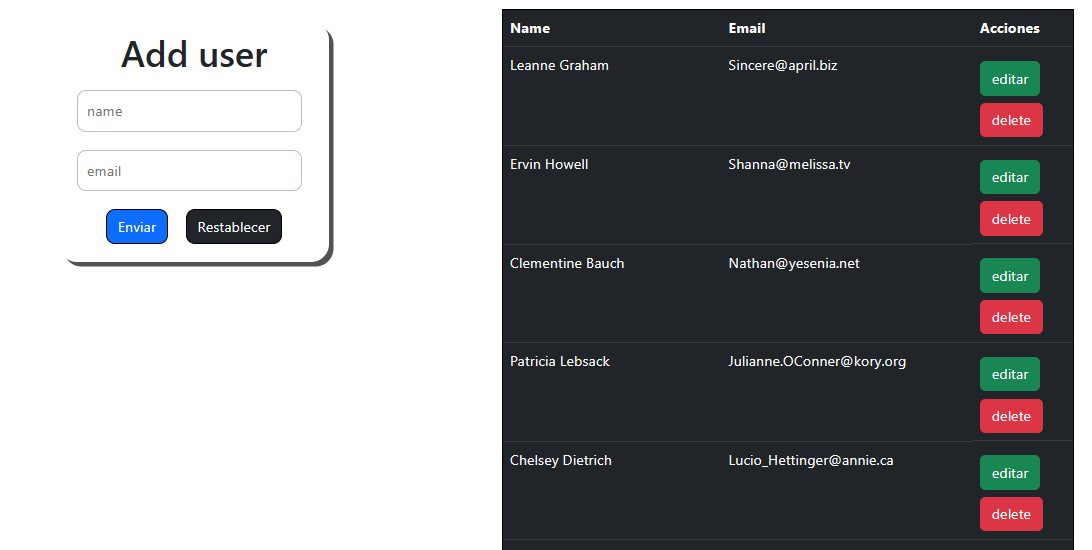 Add user
name
email
Enviar Restablecer
Name Email Acciones
Leanne Graham Sincere@april.biz editar
delete
Ervin Howell Shanna@melissa.tv editar
delete
Clementine Bauch Nathan@yesenia.net editar
delete
Patricia Lebsack Julianne.OConner@kory.org editar
delete
Chelsey Dietrich Lucio_Hettinger@annie.ca editar
delete